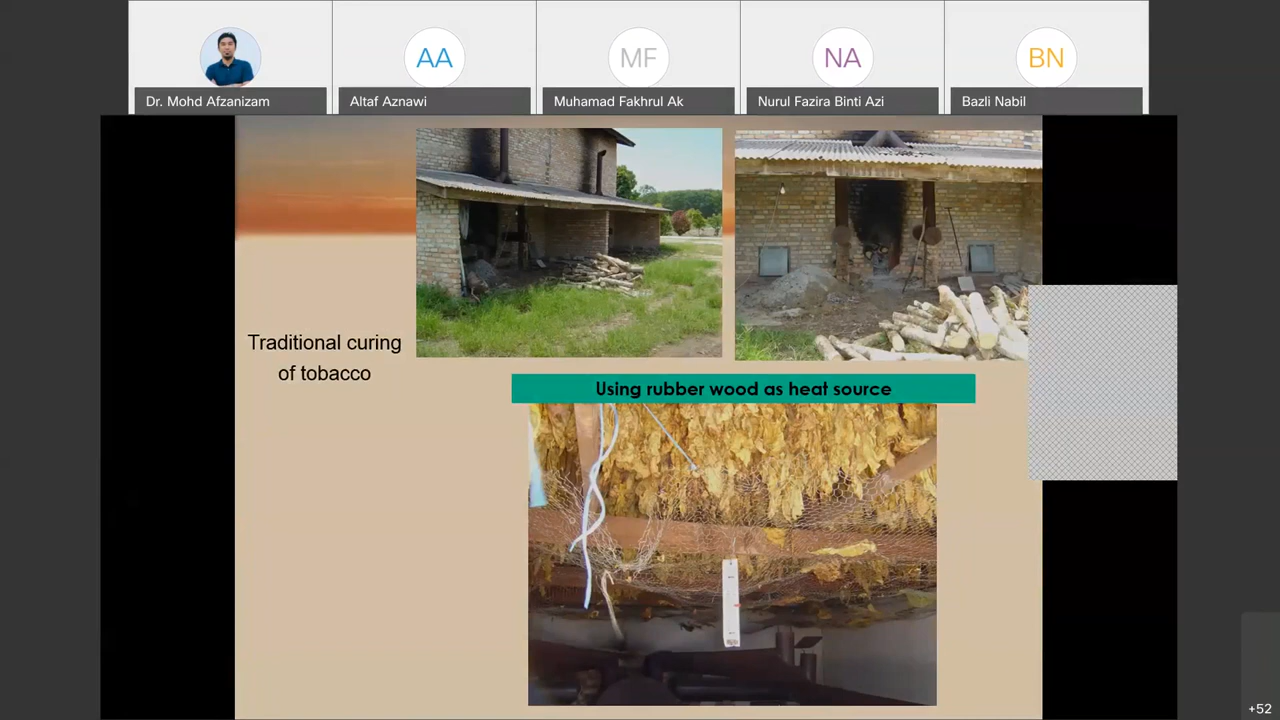 AA
MF
NA
BN
Dr. Mohd Afzanizam
Altaf Aznawi
Muhamad Fakhrul Ak
Nurul Fazira Binti Azi
Bazli Nabil
Traditional curing
of tobacco
Using rubber wood as heat source
+52